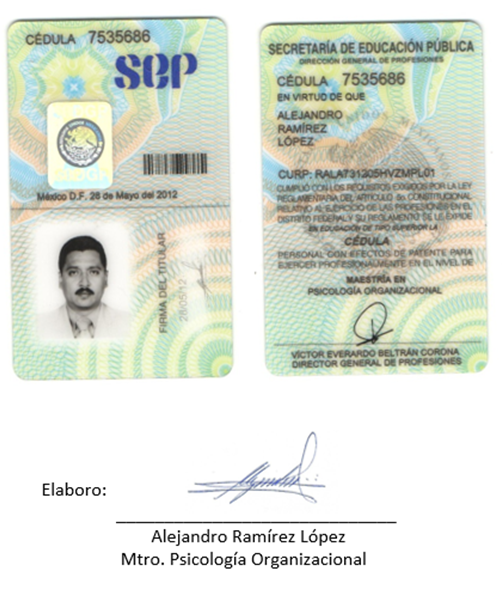 CÉDULA 7535686
SEP
México D.F. 28 de Mayo del 2012
FIRMA DEL TITULAR
28/05/12
SECRETARÍA DE EDUCACIÓN PÚBLICA
DIRECCIÓN GENERAL DE PROFESIONES
CÉDULA 7535686
EN VIRTUD DE QUE
ALEJANDRO
RAMÍREZ
LÓPEZ
CURP: RALA731205HVZMPL01
CUMPLIÓ CON LOS REQUISITOS EXIGIDOS POR LA LEY
REGLAMENTARIA DEL ARTÍCULO 5o. CONSTITUCIONAL
RELATIVO AL EJERCICIO DE LAS PROFESIONES EN EL
DISTRITO FEDERAL Y SU REGLAMENTO SE LE EXPIDE
EN EDUCACIÓN DE TIPO SUPERIOR LA
CÉDULA
PERSONAL CON EFECTOS DE PATENTE PARA
EJERCER PROFESIONALMENTE EN EL NIVEL DE
MAESTRÍA EN
PSICOLOGÍA ORGANIZACIONAL
VÍCTOR EVERARDO BELTRÁN CORONA
DIRECTOR GENERAL DE PROFESIONES
Elaboro:
Alejandro Ramírez López
Mtro. Psicología Organizacional